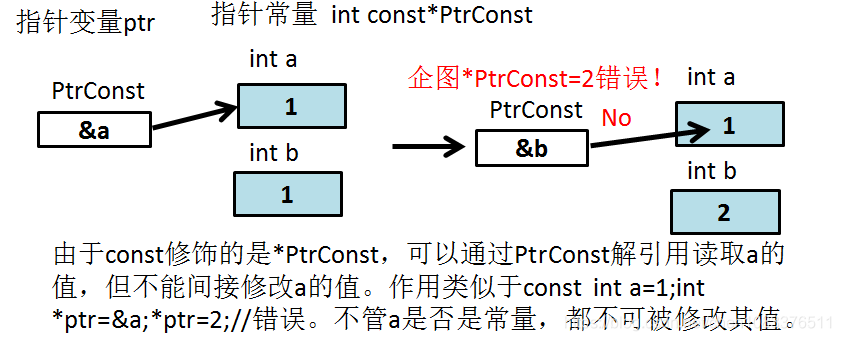 指针变量ptr
指针常量 int const*PtrConst
int a
企图*PtrConst=2错误!
int a
PtrConst
PtrConst
No
&a
1
&b
1
int b
int b
1
2
由于const修饰的是*PtrConst，可以通过PtrConst解引用读取a的
值，但不能间接修改a的值。作用类似于const int a=1;int
*ptr=&a;*ptr=2;//错误。不管a是否是常量，都不可被修改其值。